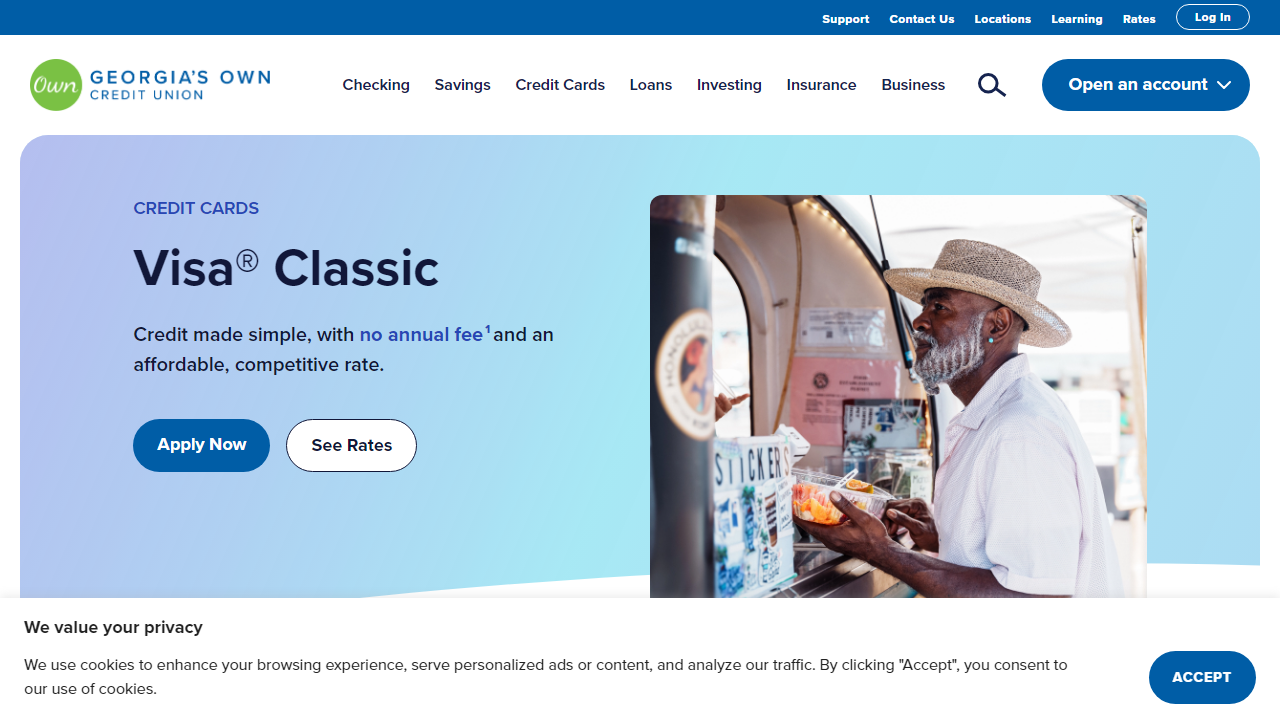 Support Contact Us Locations Learning Rates Log In
Own GEORGIA'S OWN
CREDIT UNION
Checking Savings Credit Cards Loans Investing Insurance Business Open an account
CREDIT CARDS
Visa® Classic
Credit made simple, with no annual fee¹ and an
affordable, competitive rate.
Apply Now See Rates
HONOLULU
STICKERS
We value your privacy
We use cookies to enhance your browsing experience, serve personalized ads or content, and analyze our traffic. By clicking "Accept", you consent to
our use of cookies.
ACCEPT